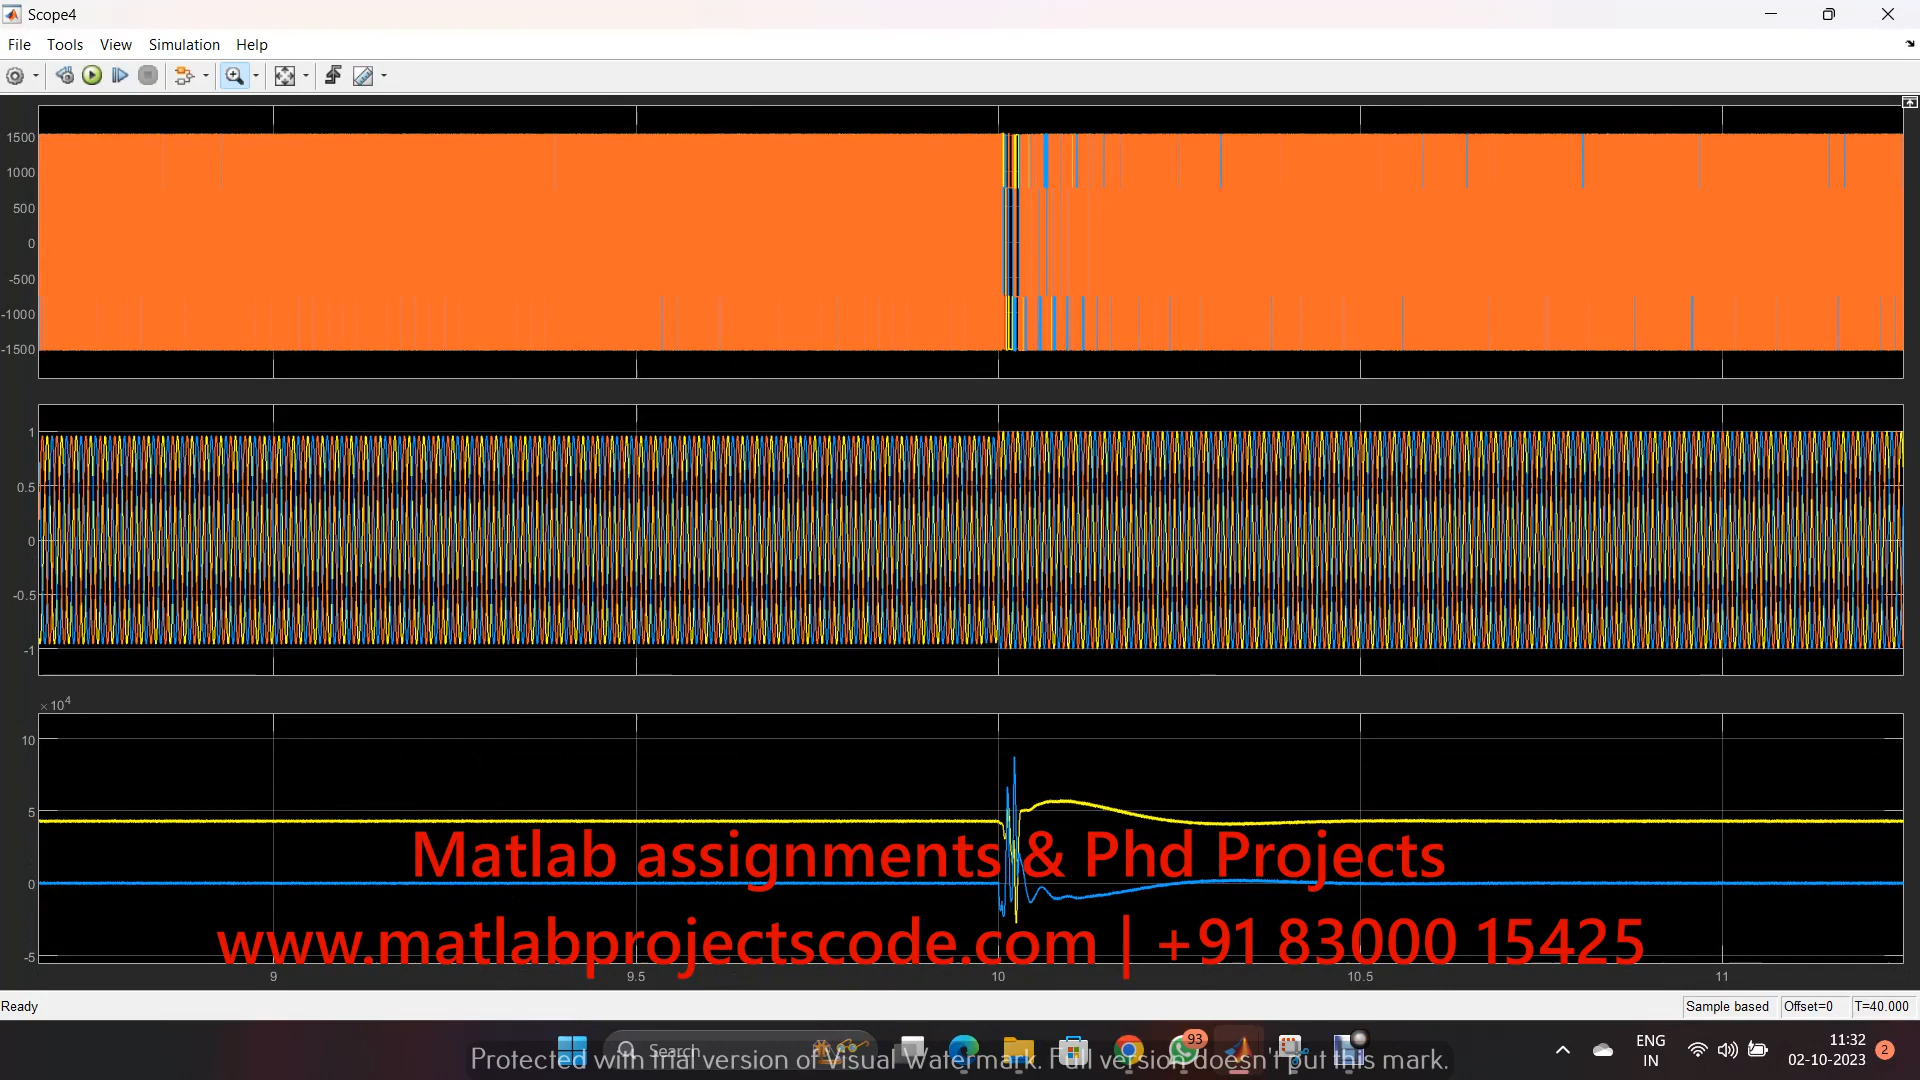 Scope4
File Tools View Simulation Help
1500
1000
500
0
-500
-1000
-1500
1
0.5
0
-0.5
-1
×10⁴
10
5
0
-5
Matlab assignments & Phd Projects
www.matlabprojectscode.com | +91 83000 15425
9 9.5 10 10.5 11
Ready Sample based Offset=0 T=40.000
Search 93 ENG IN 11:32 02-10-2023 2
Protected with trial version of Visual Watermark. Full version doesn't put this mark.